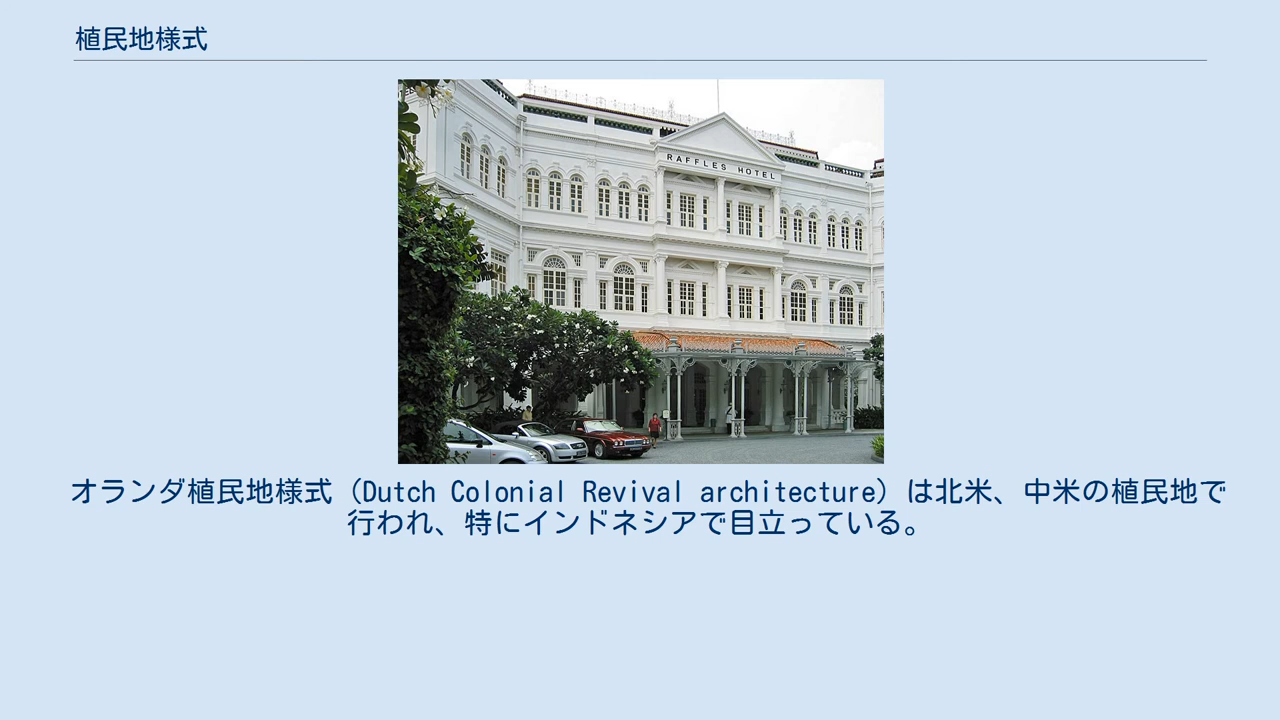 植民地様式
RAFFLES HOTEL
オランダ植民地様式（Dutch Colonial Revival architecture）は北米、中米の植民地で
行われ、特にインドネシアで目立っている。